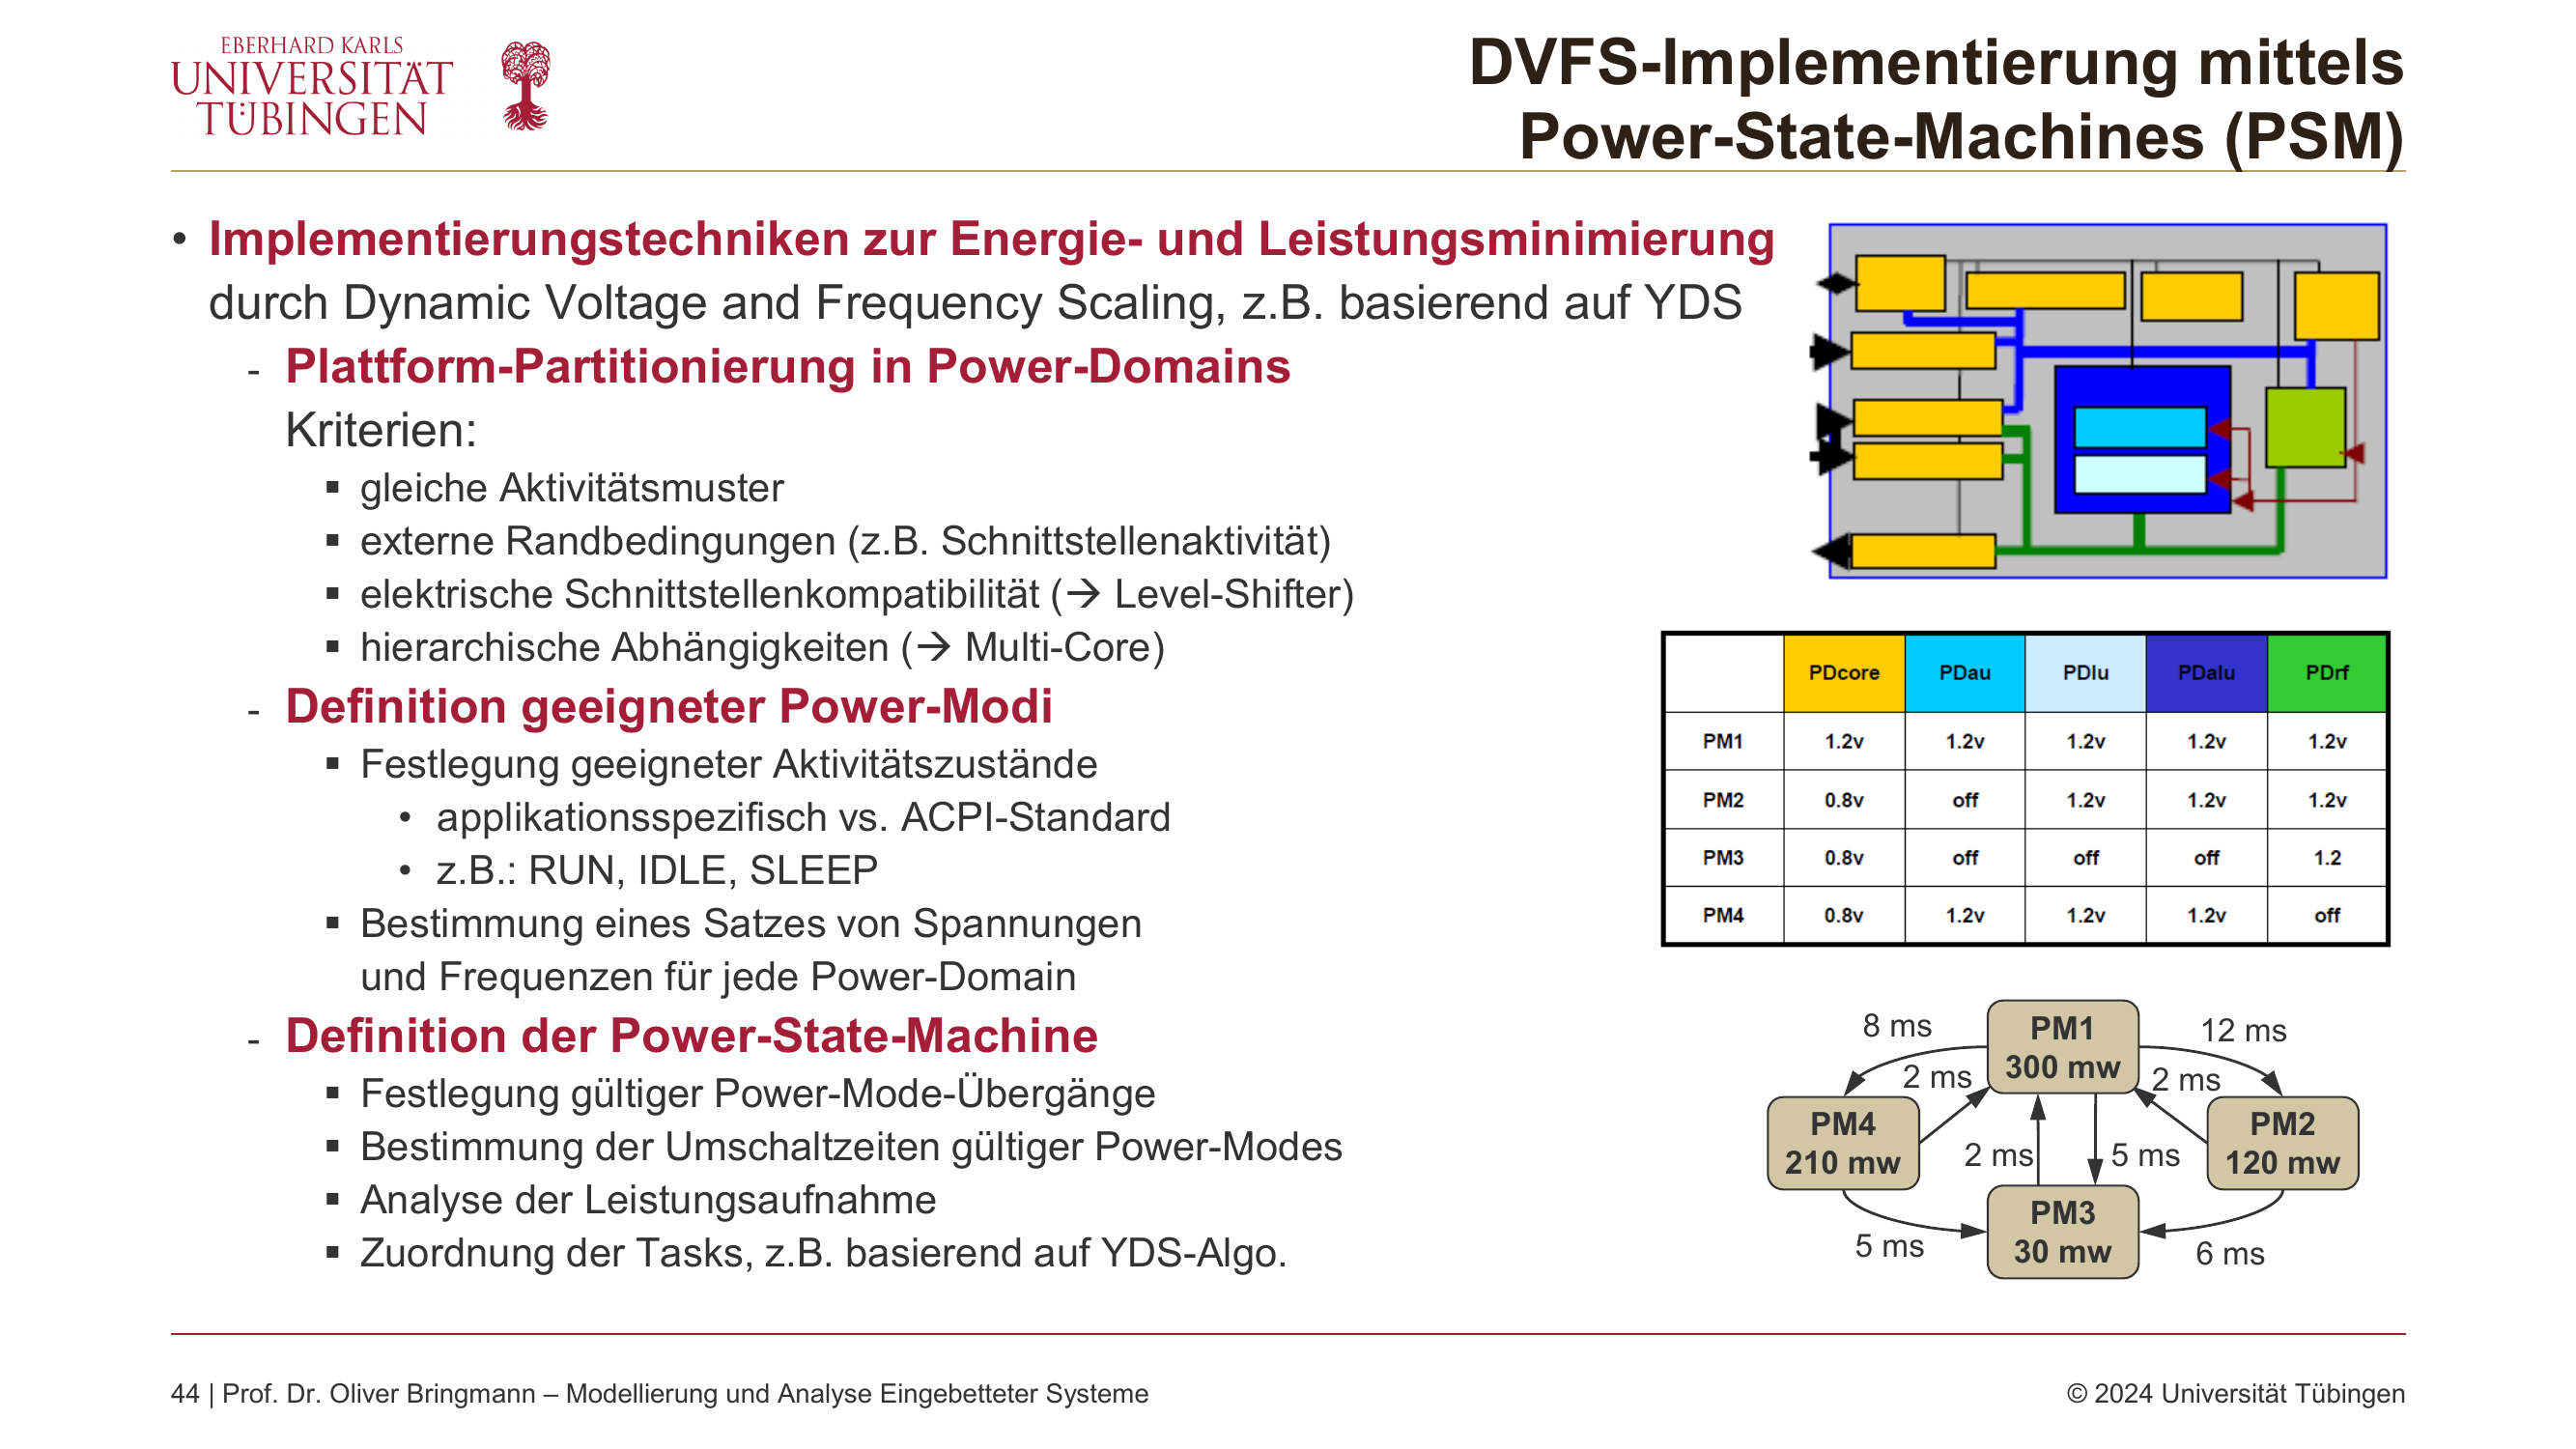 EBERHARD KARLS
UNIVERSITÄT
TÜBINGEN
DVFS-Implementierung mittels
Power-State-Machines (PSM)
• Implementierungstechniken zur Energie- und Leistungsminimierung
durch Dynamic Voltage and Frequency Scaling, z.B. basierend auf YDS
- Plattform-Partitionierung in Power-Domains
Kriterien:
▪ gleiche Aktivitätsmuster
▪ externe Randbedingungen (z.B. Schnittstellenaktivität)
▪ elektrische Schnittstellenkompatibilität (→ Level-Shifter)
▪ hierarchische Abhängigkeiten (→ Multi-Core)
- Definition geeigneter Power-Modi
▪ Festlegung geeigneter Aktivitätszustände
• applikationsspezifisch vs. ACPI-Standard
• z.B.: RUN, IDLE, SLEEP
▪ Bestimmung eines Satzes von Spannungen
und Frequenzen für jede Power-Domain
- Definition der Power-State-Machine
▪ Festlegung gültiger Power-Mode-Übergänge
▪ Bestimmung der Umschaltzeiten gültiger Power-Modes
▪ Analyse der Leistungsaufnahme
▪ Zuordnung der Tasks, z.B. basierend auf YDS-Algo.
PDcore PDau PDlu PDalu PDrf
PM1 1.2v 1.2v 1.2v 1.2v 1.2v
PM2 0.8v off 1.2v 1.2v 1.2v
PM3 0.8v off off off 1.2
PM4 0.8v 1.2v 1.2v 1.2v off
8 ms PM1 12 ms
300 mw
2 ms 2 ms
PM4 PM2
210 mw 2 ms 5 ms 120 mw
PM3
30 mw
5 ms 6 ms
44 | Prof. Dr. Oliver Bringmann – Modellierung und Analyse Eingebetteter Systeme
© 2024 Universität Tübingen